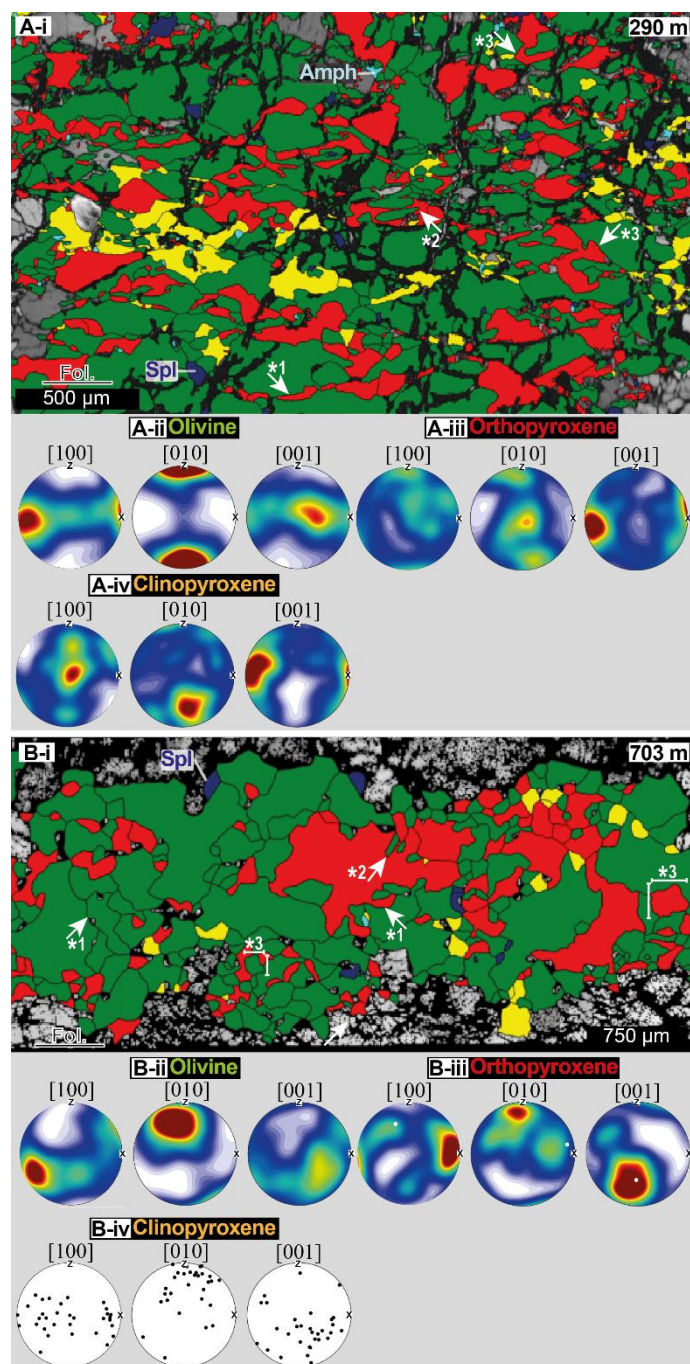 A-i
290 m
*3
Amph
*2
*3
Spl
*1
Fol.
500 µm
A-ii Olivine
A-iii Orthopyroxene
[100] [010] [001] [100] [010] [001]
z z z z z z
x x x x x x
A-iv Clinopyroxene
[100] [010] [001]
z z z
x x x
B-i
703 m
Spl
*2
*3
*1
*1
*3
Fol.
750 µm
B-ii Olivine
B-iii Orthopyroxene
[100] [010] [001] [100] [010] [001]
z z z z z z
x x x x x x
B-iv Clinopyroxene
[100] [010] [001]
z z z
x x x